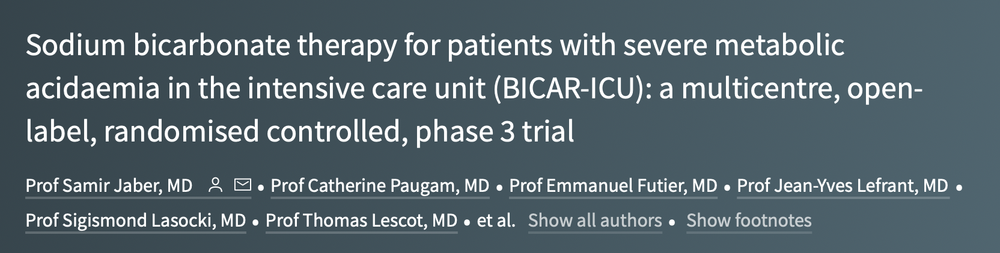 Sodium bicarbonate therapy for patients with severe metabolic
acidaemia in the intensive care unit (BICAR-ICU): a multicentre, open-
label, randomised controlled, phase 3 trial
Prof Samir Jaber, MD • Prof Catherine Paugam, MD • Prof Emmanuel Futier, MD • Prof Jean-Yves Lefrant, MD •
Prof Sigismond Lasocki, MD • Prof Thomas Lescot, MD • et al. Show all authors • Show footnotes